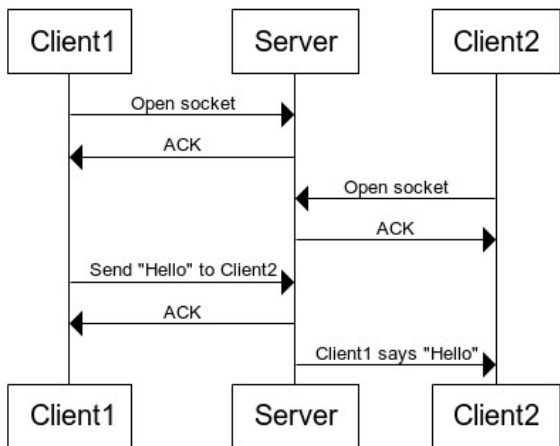 Client1
Server
Client2
Open socket
ACK
Open socket
ACK
Send "Hello" to Client2
ACK
Client1 says "Hello"
Client1
Server
Client2